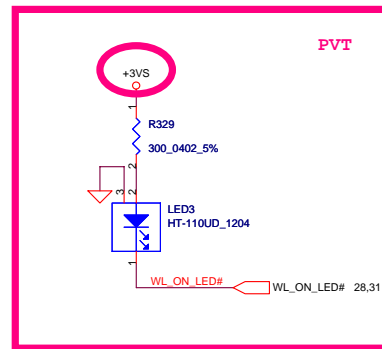 PVT
+3VS
1
R329
300_0402_5%
2
3
2
LED3
HT-110UD_1204
1
WL_ON_LED#
WL_ON_LED# 28,31